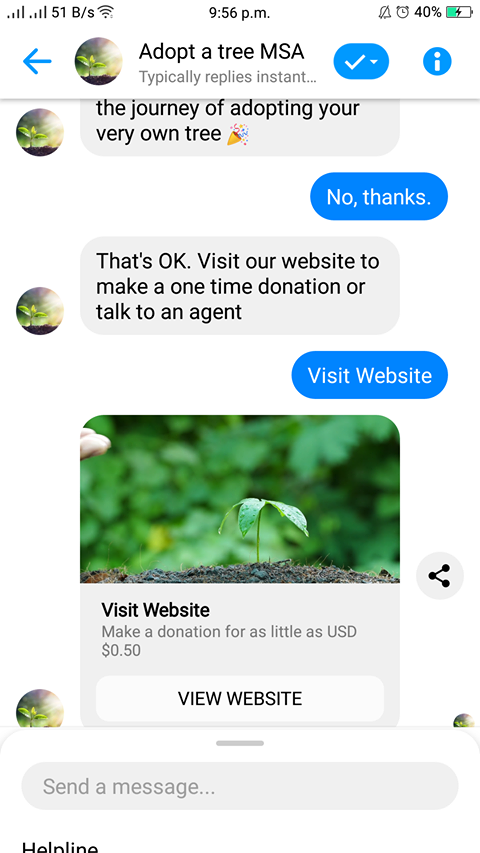 51 B/s 9:56 p.m. 40%
Adopt a tree MSA
Typically replies instant...
the journey of adopting your
very own tree 🎉
No, thanks.
That's OK. Visit our website to
make a one time donation or
talk to an agent
Visit Website
Visit Website
Make a donation for as little as USD
$0.50
VIEW WEBSITE
Send a message...
Helpline